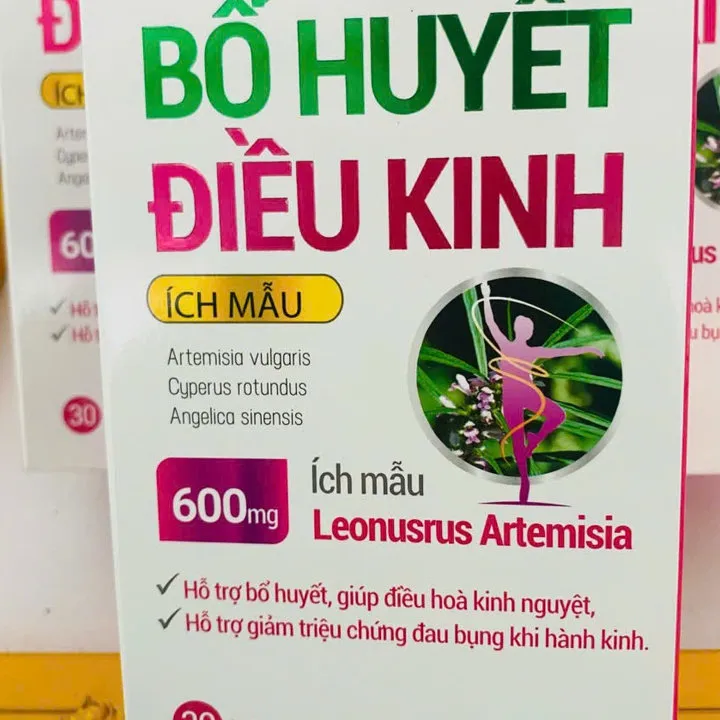 BỔ HUYẾT
ĐIỀU KINH
ÍCH MẪU
Artemisia vulgaris
Cyperus rotundus
Angelica sinensis
600mg
Ích mẫu
Leonusrus Artemisia
✓ Hỗ trợ bổ huyết, giúp điều hoà kinh nguyệt,
✓ Hỗ trợ giảm triệu chứng đau bụng khi hành kinh.
30